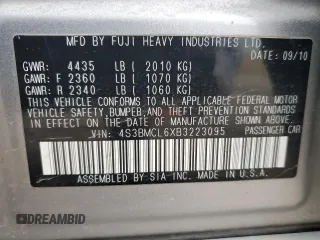 MFD BY FUJI HEAVY INDUSTRIES LTD.
DATE: 09/10
GVWR: 4435 LB ( 2010 KG)
GAWR: F 2360 LB ( 1070 KG)
GAWR: R 2340 LB ( 1060 KG)
THIS VEHICLE CONFORMS TO ALL APPLICABLE FEDERAL MOTOR
VEHICLE SAFETY, BUMPER, AND THEFT PREVENTION STANDARDS
IN EFFECT ON THE DATE OF MANUFACTURE SHOWN ABOVE.
VIN: 4S3BMCL6XB3223095 PASSENGER CAR
ASSEMBLED BY SIA INC. MADE IN U.S.A.
© AUTOBIDMASTER